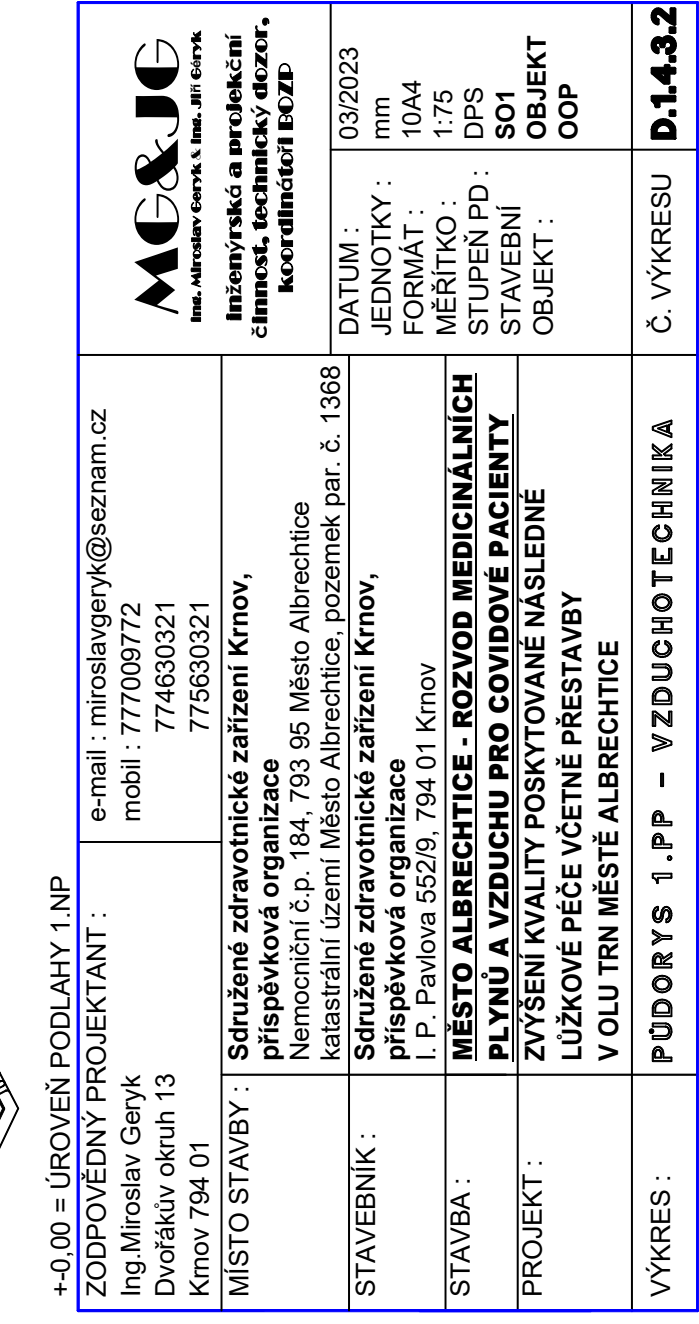 +-0,00 = ÚROVEŇ PODLAHY 1.NP
ZODPOVĚDNÝ PROJEKTANT :
Ing.Miroslav Geryk
Dvořákův okruh 13
Krnov 794 01
e-mail : miroslavgeryk@seznam.cz
mobil : 777009772
774630321
775630321
MG&JG
Ing. Miroslav Geryk & Ing. Jiří Géryk
inženýrská a projekční
činnost, technický dozor,
koordinátoři BOZP
MÍSTO STAVBY :
Sdružené zdravotnické zařízení Krnov,
příspěvková organizace
Nemocniční č.p. 184, 793 95 Město Albrechtice
katastrální území Město Albrechtice, pozemek par. č. 1368
STAVEBNÍK :
Sdružené zdravotnické zařízení Krnov,
příspěvková organizace
I. P. Pavlova 552/9, 794 01 Krnov
STAVBA :
MĚSTO ALBRECHTICE - ROZVOD MEDICINÁLNÍCH
PLYNŮ A VZDUCHU PRO COVIDOVÉ PACIENTY
PROJEKT :
ZVÝŠENÍ KVALITY POSKYTOVANÉ NÁSLEDNÉ
LŮŽKOVÉ PÉČE VČETNĚ PŘESTAVBY
V OLU TRN MĚSTĚ ALBRECHTICE
DATUM : 03/2023
JEDNOTKY : mm
FORMÁT : 10A4
MĚŘÍTKO : 1:75
STUPEŇ PD : DPS
STAVEBNÍ SO1
OBJEKT : OBJEKT
OOP
VÝKRES :
PŮDORYS 1.PP - VZDUCHOTECHNIKA
Č. VÝKRESU
D.1.4.3.2